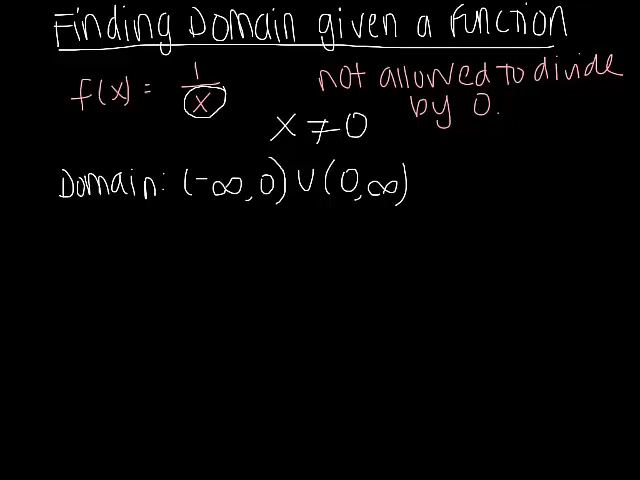 Finding Domain given a function
f(x) = 1/x not allowed to divide
by 0.
x ≠ 0
Domain: (-∞, 0) ∪ (0, ∞)